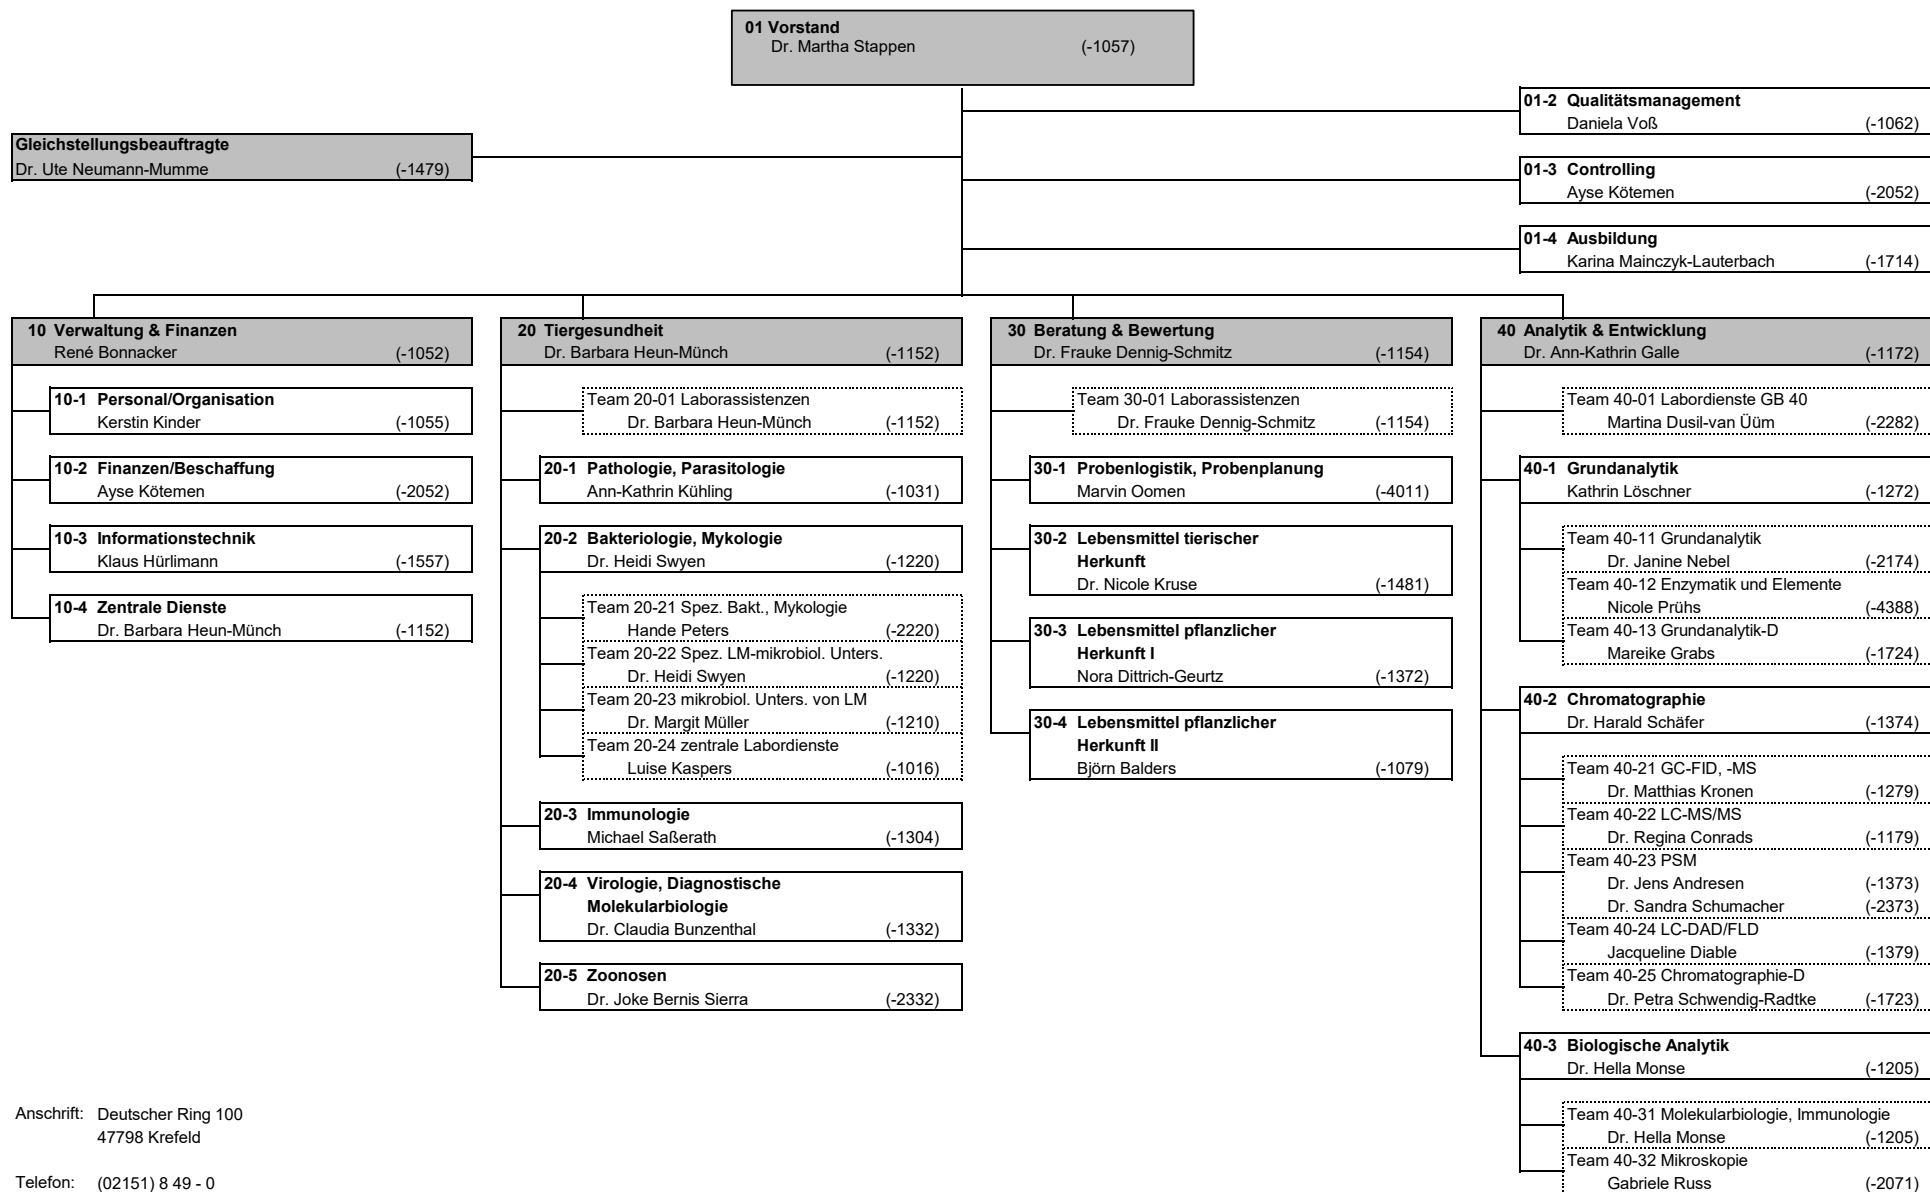 01 Vorstand
Dr. Martha Stappen (-1057)
01-2 Qualitätsmanagement
Daniela Voß (-1062)
Gleichstellungsbeauftragte
Dr. Ute Neumann-Mumme (-1479)
01-3 Controlling
Ayse Kötemen (-2052)
01-4 Ausbildung
Karina Mainczyk-Lauterbach (-1714)
10 Verwaltung & Finanzen
René Bonnacker (-1052)
10-1 Personal/Organisation
Kerstin Kinder (-1055)
10-2 Finanzen/Beschaffung
Ayse Kötemen (-2052)
10-3 Informationstechnik
Klaus Hürlimann (-1557)
10-4 Zentrale Dienste
Dr. Barbara Heun-Münch (-1152)
20 Tiergesundheit
Dr. Barbara Heun-Münch (-1152)
Team 20-01 Laborassistenzen
Dr. Barbara Heun-Münch (-1152)
20-1 Pathologie, Parasitologie
Ann-Kathrin Kühling (-1031)
20-2 Bakteriologie, Mykologie
Dr. Heidi Swyen (-1220)
Team 20-21 Spez. Bakt., Mykologie
Hande Peters (-2220)
Team 20-22 Spez. LM-mikrobiol. Unters.
Dr. Heidi Swyen (-1220)
Team 20-23 mikrobiol. Unters. von LM
Dr. Margit Müller (-1210)
Team 20-24 zentrale Labordienste
Luise Kaspers (-1016)
20-3 Immunologie
Michael Saßerath (-1304)
20-4 Virologie, Diagnostische
Molekularbiologie
Dr. Claudia Bunzenthal (-1332)
20-5 Zoonosen
Dr. Joke Bernis Sierra (-2332)
30 Beratung & Bewertung
Dr. Frauke Dennig-Schmitz (-1154)
Team 30-01 Laborassistenzen
Dr. Frauke Dennig-Schmitz (-1154)
30-1 Probenlogistik, Probenplanung
Marvin Oomen (-4011)
30-2 Lebensmittel tierischer
Herkunft
Dr. Nicole Kruse (-1481)
30-3 Lebensmittel pflanzlicher
Herkunft I
Nora Dittrich-Geurtz (-1372)
30-4 Lebensmittel pflanzlicher
Herkunft II
Björn Balders (-1079)
40 Analytik & Entwicklung
Dr. Ann-Kathrin Galle (-1172)
Team 40-01 Labordienste GB 40
Martina Dusil-van Üüm (-2282)
40-1 Grundanalytik
Kathrin Löschner (-1272)
Team 40-11 Grundanalytik
Dr. Janine Nebel (-2174)
Team 40-12 Enzymatik und Elemente
Nicole Prühs (-4388)
Team 40-13 Grundanalytik-D
Mareike Grabs (-1724)
40-2 Chromatographie
Dr. Harald Schäfer (-1374)
Team 40-21 GC-FID, -MS
Dr. Matthias Kronen (-1279)
Team 40-22 LC-MS/MS
Dr. Regina Conrads (-1179)
Team 40-23 PSM
Dr. Jens Andresen (-1373)
Dr. Sandra Schumacher (-2373)
Team 40-24 LC-DAD/FLD
Jacqueline Diable (-1379)
Team 40-25 Chromatographie-D
Dr. Petra Schwendig-Radtke (-1723)
40-3 Biologische Analytik
Dr. Hella Monse (-1205)
Team 40-31 Molekularbiologie, Immunologie
Dr. Hella Monse (-1205)
Team 40-32 Mikroskopie
Gabriele Russ (-2071)
Anschrift: Deutscher Ring 100
47798 Krefeld
Telefon: (02151) 8 49 - 0